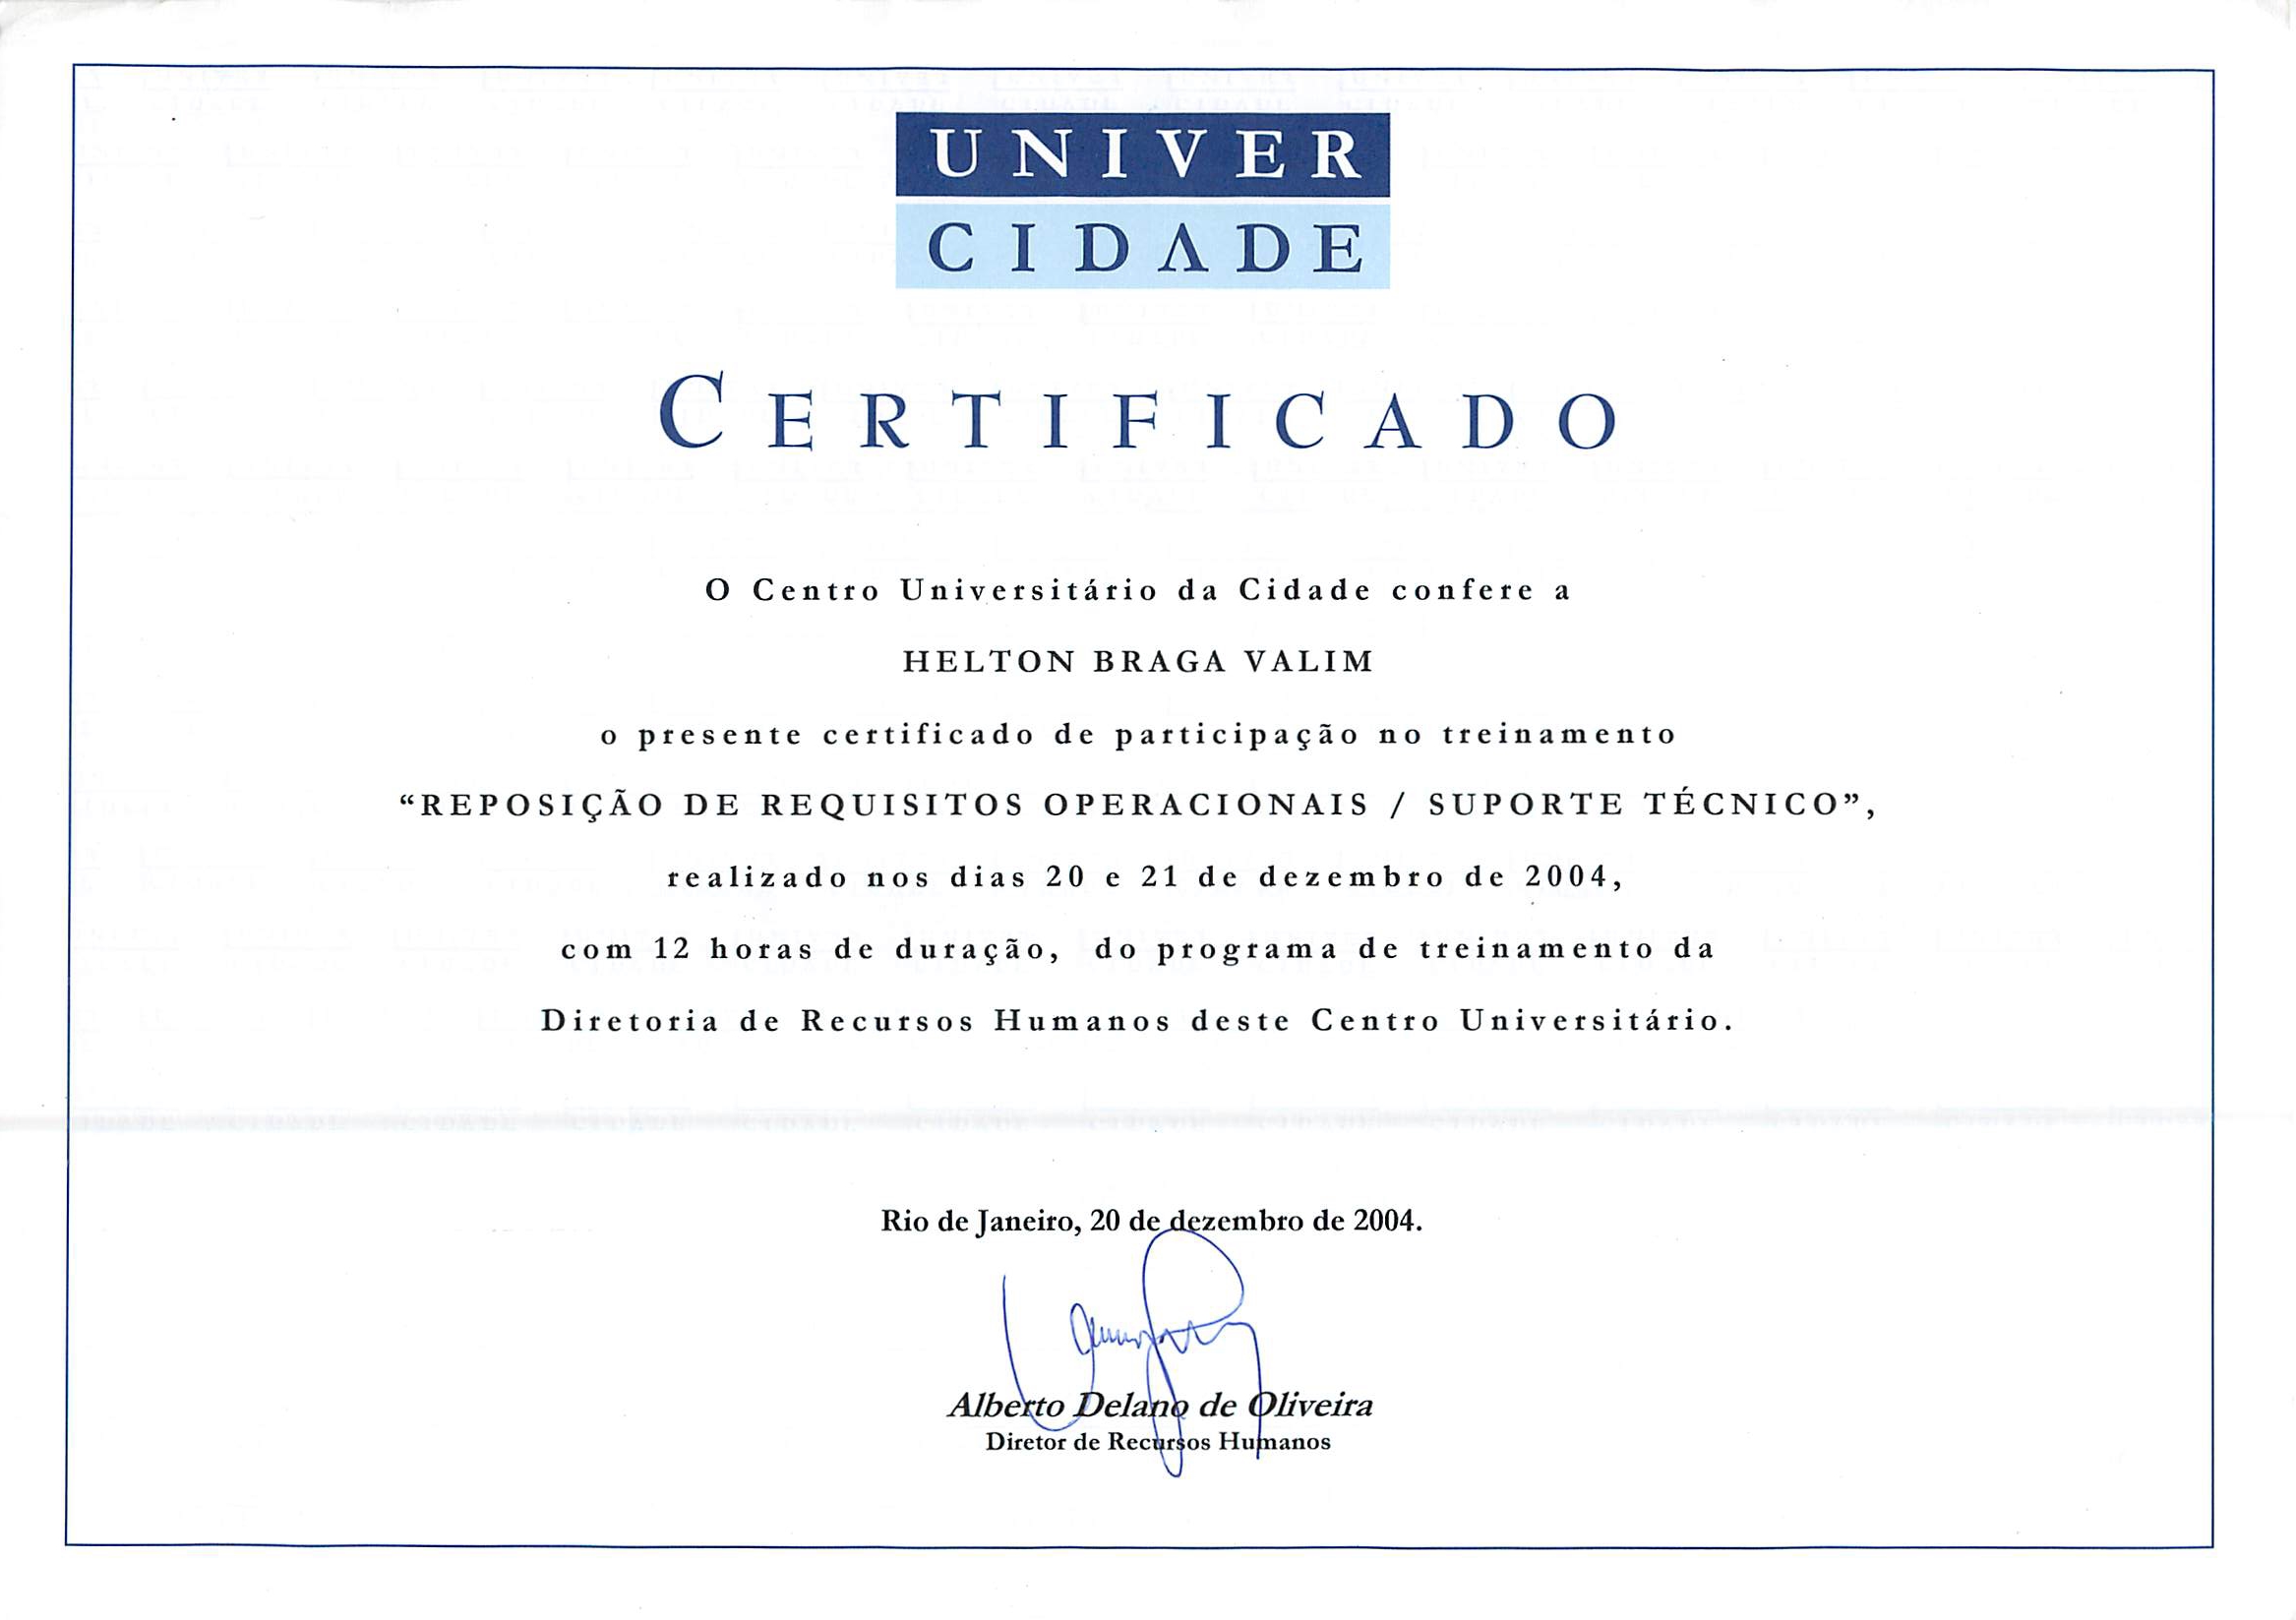 UNIVER
CIDADE
CERTIFICADO
O Centro Universitário da Cidade confere a
HELTON BRAGA VALIM
o presente certificado de participação no treinamento
“REPOSIÇÃO DE REQUISITOS OPERACIONAIS / SUPORTE TÉCNICO”,
realizado nos dias 20 e 21 de dezembro de 2004,
com 12 horas de duração, do programa de treinamento da
Diretoria de Recursos Humanos deste Centro Universitário.
Rio de Janeiro, 20 de dezembro de 2004.
Alberto Delano de Oliveira
Diretor de Recursos Humanos